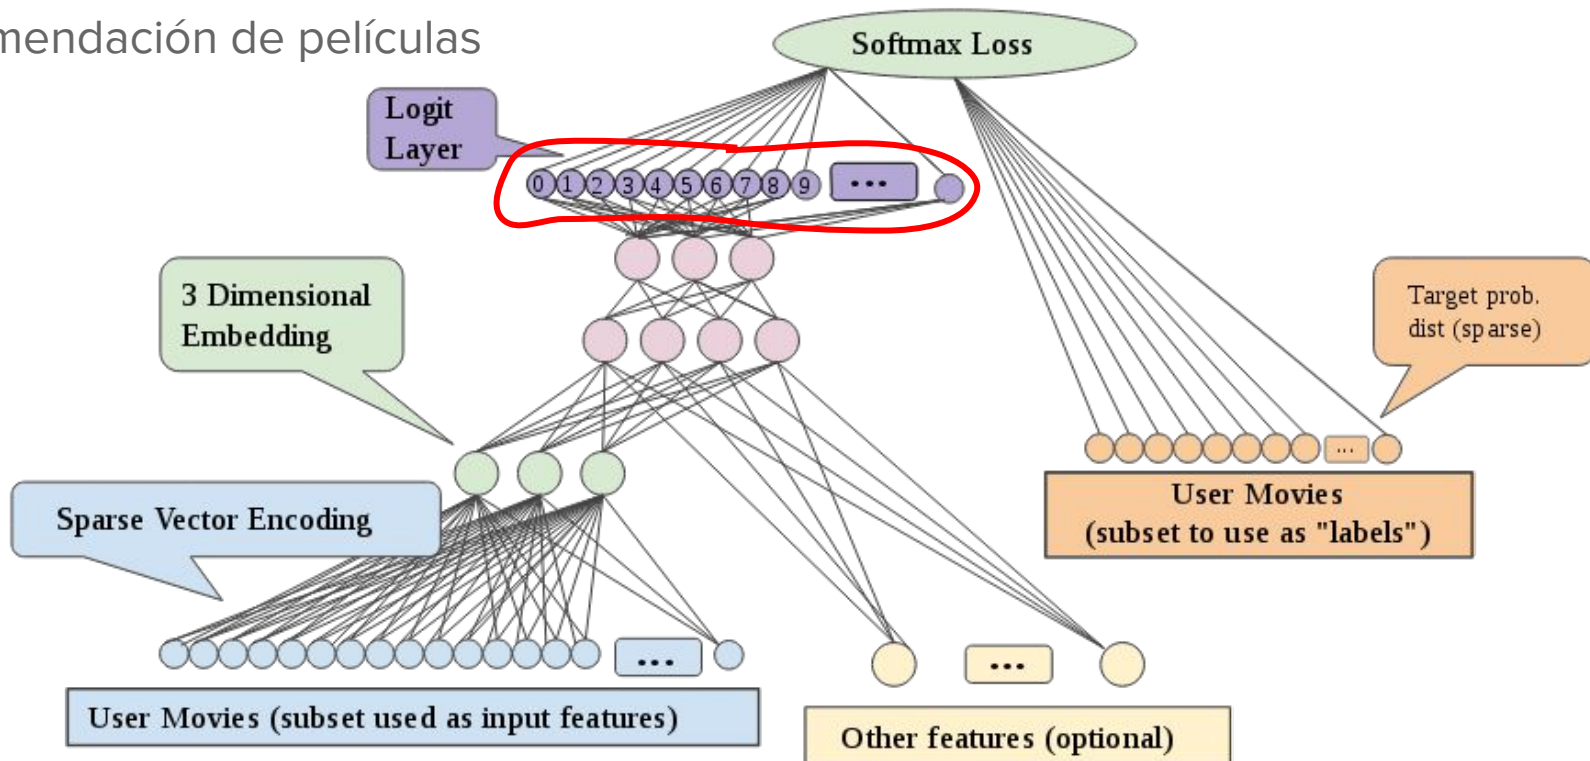 mendación de películas
Softmax Loss
Logit
Layer
0 1 2 3 4 5 6 7 8 9 ...
3 Dimensional
Embedding
Target prob.
dist (sparse)
...
Sparse Vector Encoding
User Movies
(subset to use as "labels")
...
...
User Movies (subset used as input features)
Other features (optional)